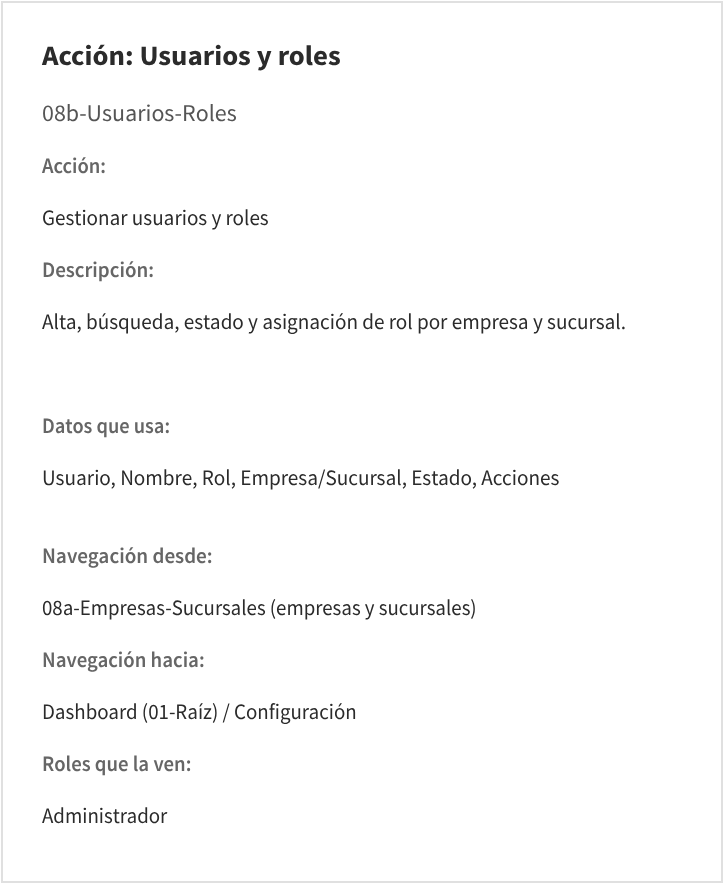 Acción: Usuarios y roles
08b-Usuarios-Roles
Acción:
Gestionar usuarios y roles
Descripción:
Alta, búsqueda, estado y asignación de rol por empresa y sucursal.
Datos que usa:
Usuario, Nombre, Rol, Empresa/Sucursal, Estado, Acciones
Navegación desde:
08a-Empresas-Sucursales (empresas y sucursales)
Navegación hacia:
Dashboard (01-Raíz) / Configuración
Roles que la ven:
Administrador